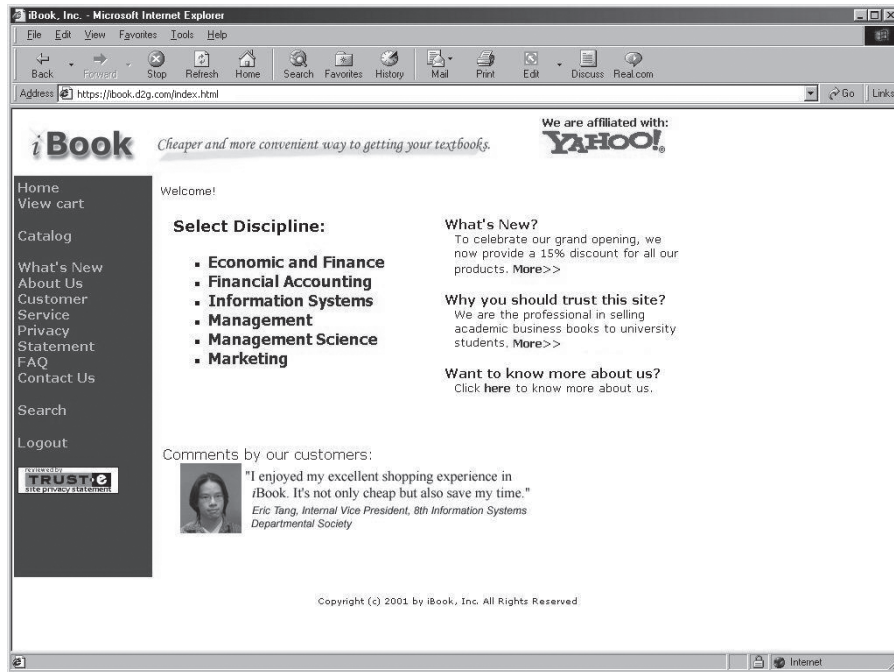 iBook, Inc. - Microsoft Internet Explorer
File Edit View Favorites Tools Help
Back Forward Stop Refresh Home Search Favorites History Mail Print Edit Discuss Real.com
Address https://ibook.d2g.com/index.html Go Links
We are affiliated with:
iBook Cheaper and more convenient way to getting your textbooks. YAHOO!
Home
View cart
Catalog
What's New
About Us
Customer
Service
Privacy
Statement
FAQ
Contact Us
Search
Logout
reviewed by
TRUSTe
site privacy statement
Welcome!
Select Discipline:
Economic and Finance
Financial Accounting
Information Systems
Management
Management Science
Marketing
What's New?
To celebrate our grand opening, we
now provide a 15% discount for all our
products. More>>
Why you should trust this site?
We are the professional in selling
academic business books to university
students. More>>
Want to know more about us?
Click here to know more about us.
Comments by our customers:
"I enjoyed my excellent shopping experience in
iBook. It's not only cheap but also save my time."
Eric Tang, Internal Vice President, 8th Information Systems
Departmental Society
Copyright (c) 2001 by iBook, Inc. All Rights Reserved
Internet